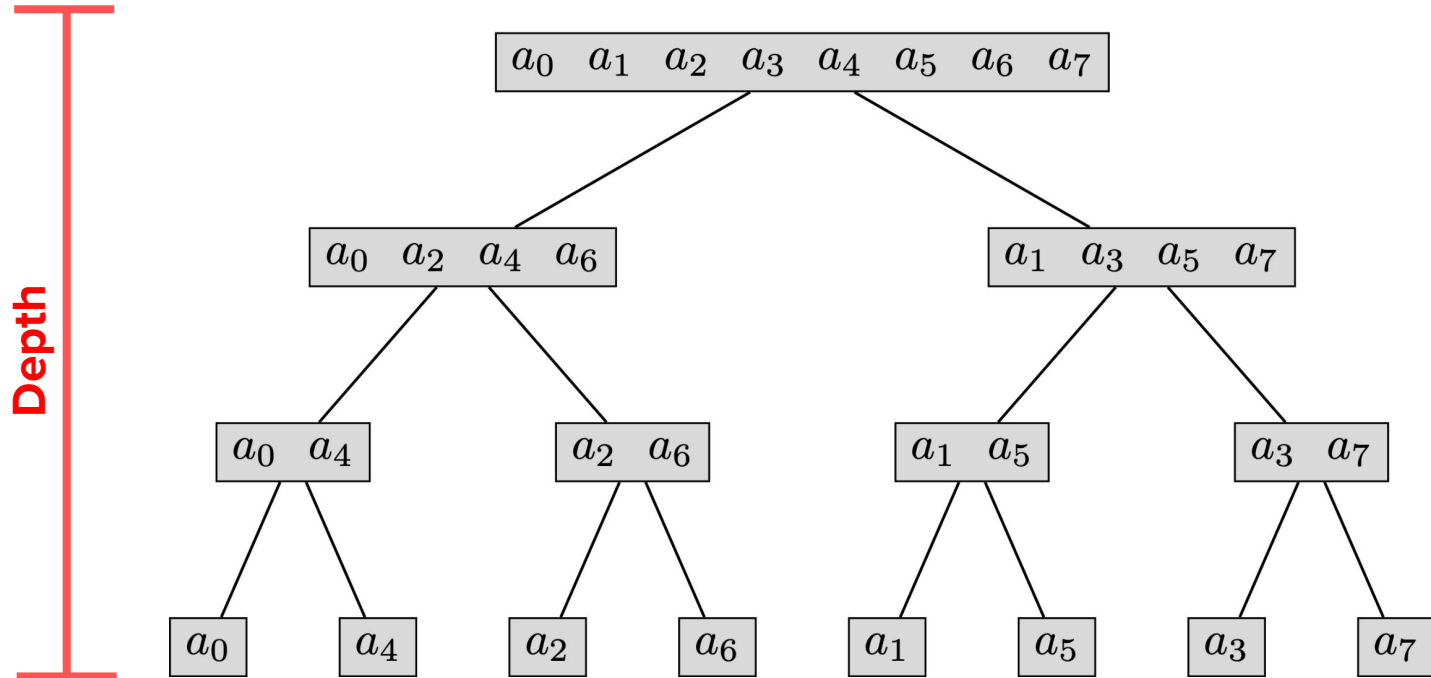 a₀ a₁ a₂ a₃ a₄ a₅ a₆ a₇
a₀ a₂ a₄ a₆
a₁ a₃ a₅ a₇
Depth
a₀ a₄
a₂ a₆
a₁ a₅
a₃ a₇
a₀
a₄
a₂
a₆
a₁
a₅
a₃
a₇